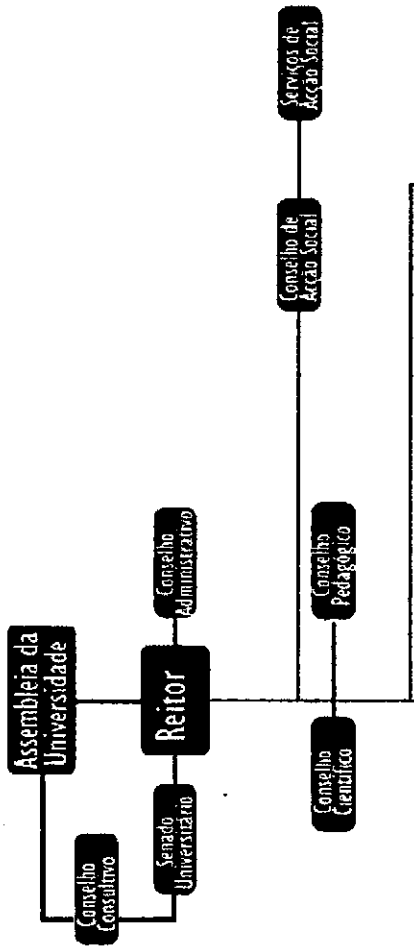 Assembleia da
Universidade
Conselho
Consultivo
Senado
Universitário
Reitor
Conselho
Administrativo
Conselho de
Acção Social
Serviços de
Acção Social
Conselho
Científico
Conselho
Pedagógico